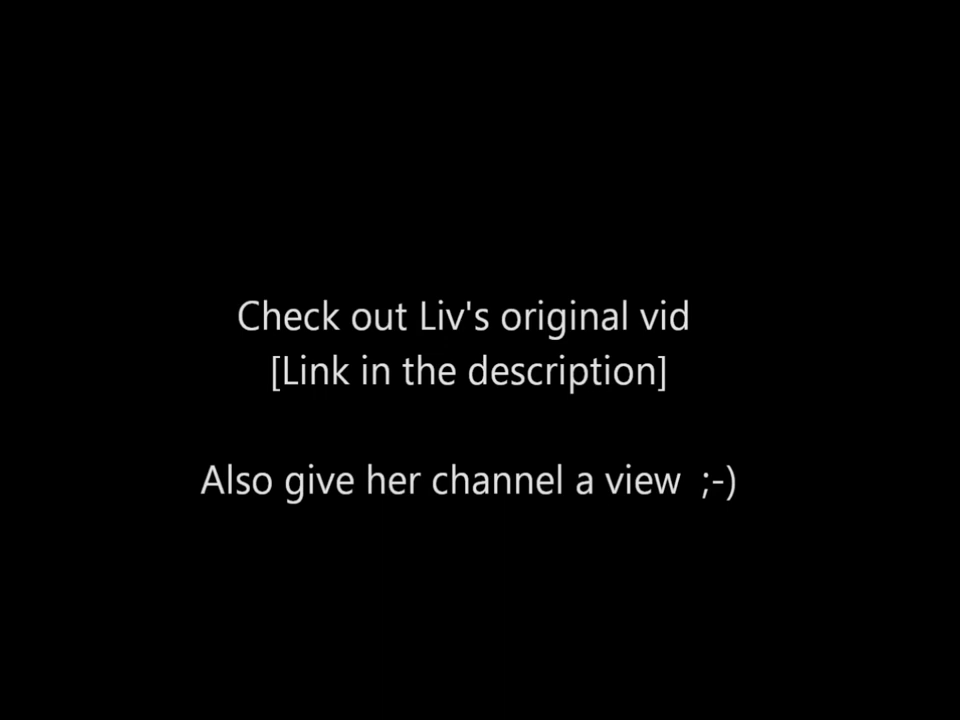 Check out Liv's original vid
[Link in the description]
Also give her channel a view ;-)